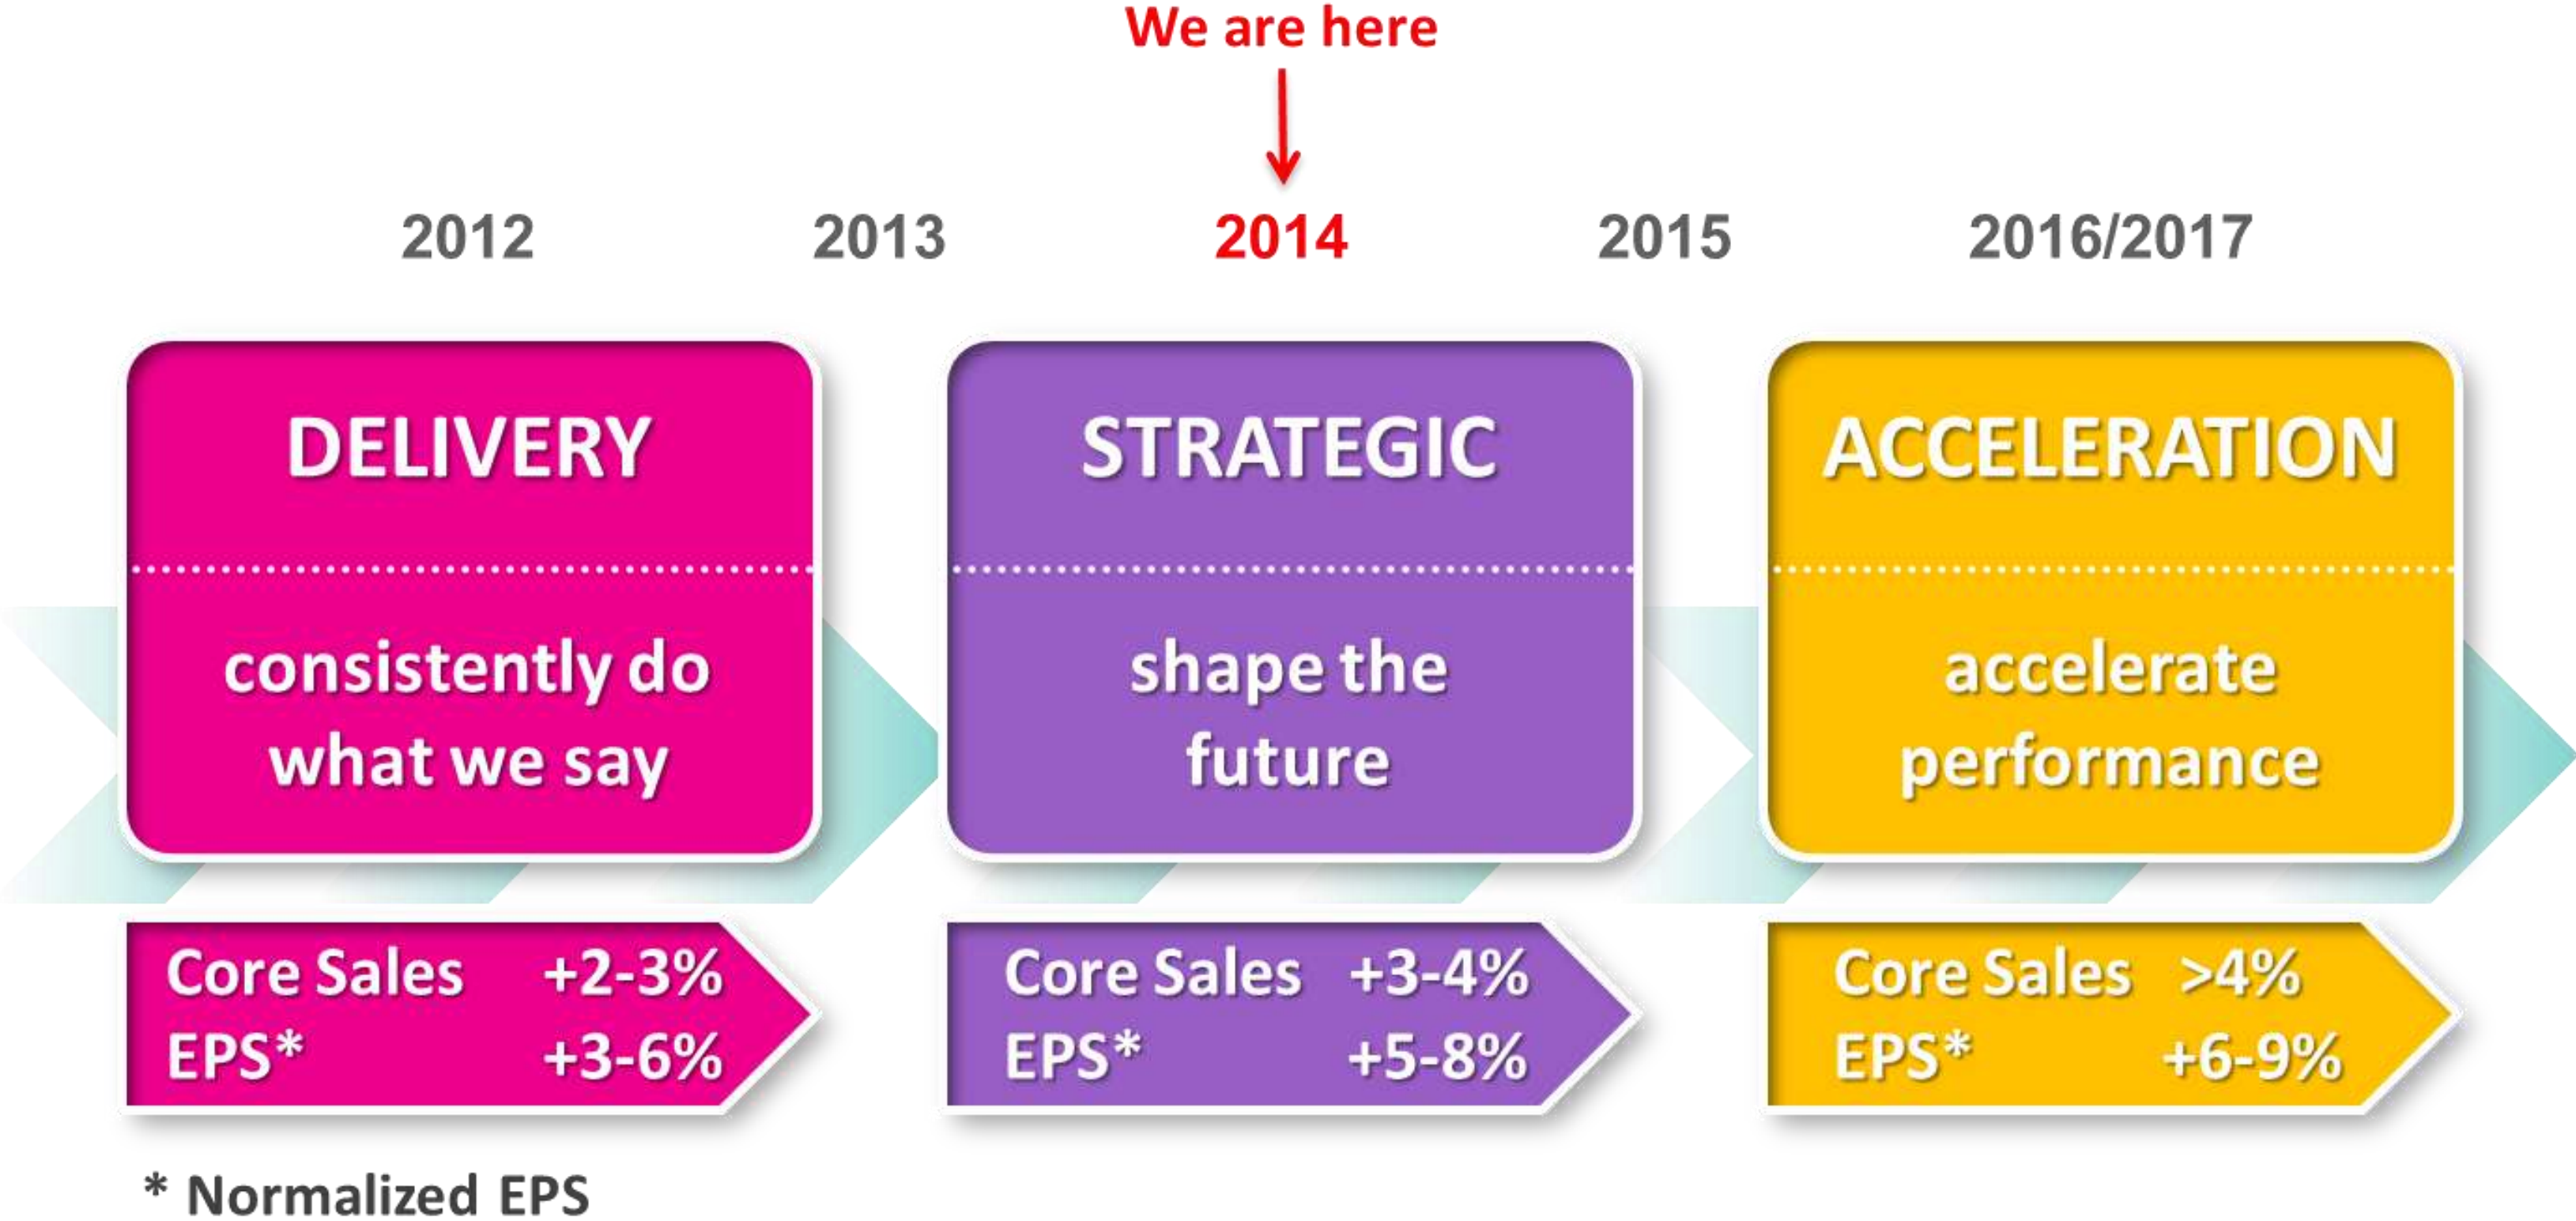 We are here
2012 2013 2014 2015 2016/2017
DELIVERY
consistently do
what we say
Core Sales +2-3%
EPS* +3-6%
STRATEGIC
shape the
future
Core Sales +3-4%
EPS* +5-8%
ACCELERATION
accelerate
performance
Core Sales >4%
EPS* +6-9%
* Normalized EPS